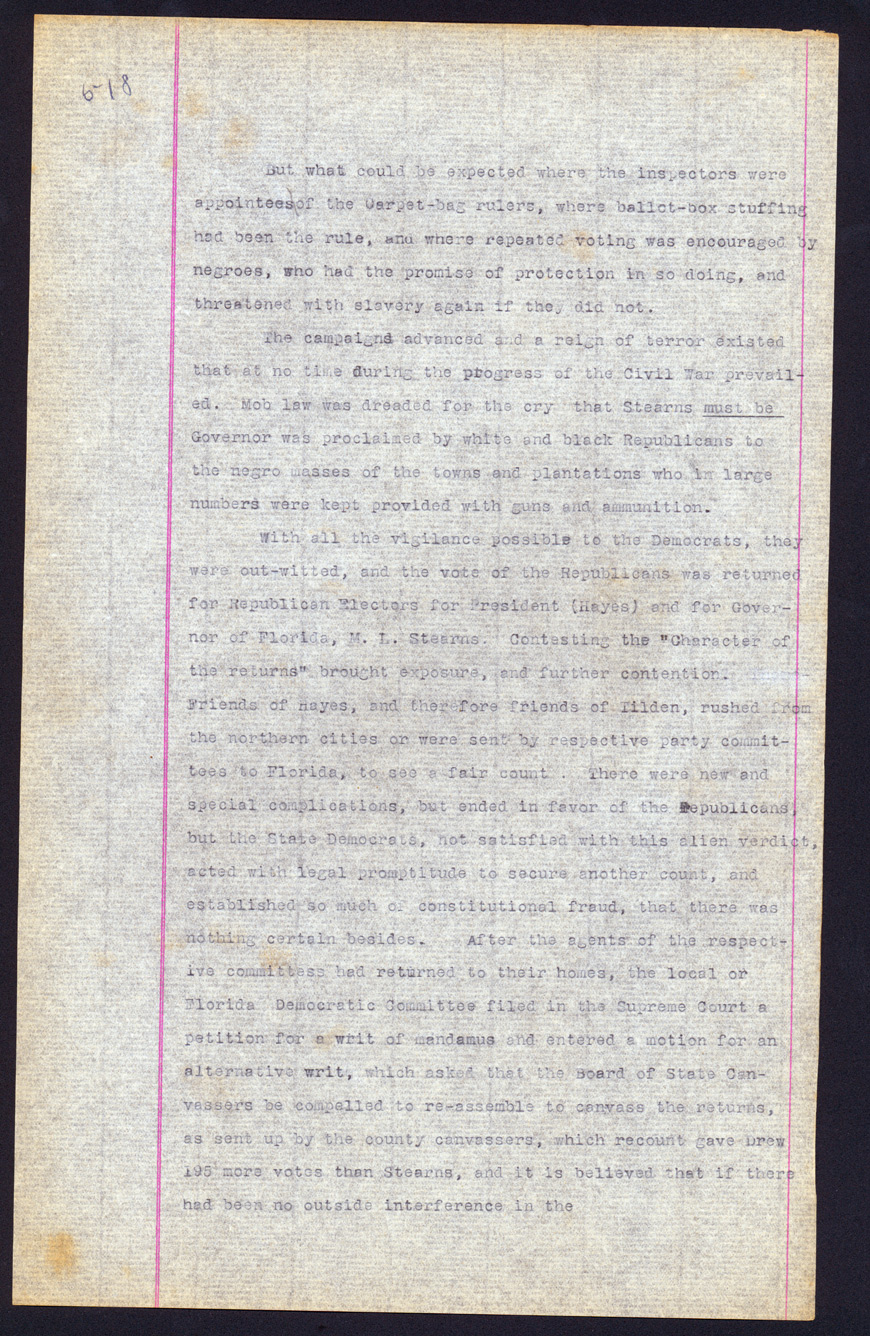 6-18
But what could be expected where the inspectors were
appointees of the Carpet-bag rulers, where ballot-box stuffing
had been the rule, and where repeated voting was encouraged by
negroes, who had the promise of protection in so doing, and
threatened with slavery again if they did not.
The campaigns advanced and a reign of terror existed
that at no time during the progress of the Civil War prevail-
ed. Mob law was dreaded for the cry that Stearns must be
Governor was proclaimed by white and black Republicans to
the negro masses of the towns and plantations who in large
numbers were kept provided with guns and ammunition.
With all the vigilance possible to the Democrats, they
were out-witted, and the vote of the Republicans was returned
for Republican Electors for President (Hayes) and for Gover-
nor of Florida, M. L. Stearns. Contesting the "Character of
the returns" brought exposure, and further contention.
Friends of Hayes, and therefore friends of Tilden, rushed from
the northern cities or were sent by respective party commit-
tees to Florida, to see a fair count . There were new and
special complications, but ended in favor of the Republicans,
but the State Democrats, not satisfied with this alien verdict,
acted with legal promptitude to secure another count, and
established so much of constitutional fraud, that there was
nothing certain besides. After the agents of the respect-
ive committess had returned to their homes, the local or
Florida Democratic Committee filed in the Supreme Court a
petition for a writ of mandamus and entered a motion for an
alternative writ, which asked that the Board of State Can-
vassers be compelled to re-assemble to canvass the returns,
as sent up by the county canvassers, which recount gave Drew
195 more votes than Stearns, and it is believed that if there
had been no outside interference in the